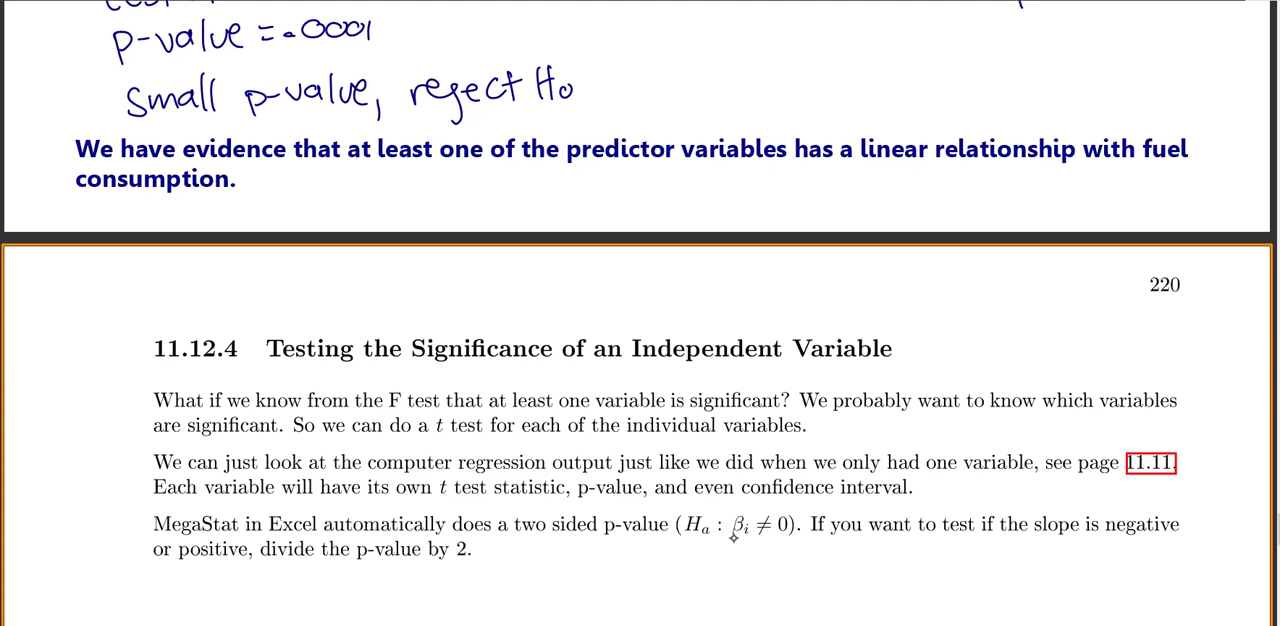 p-value = .0001
Small p-value, reject Ho
We have evidence that at least one of the predictor variables has a linear relationship with fuel
consumption.
220
11.12.4 Testing the Significance of an Independent Variable
What if we know from the F test that at least one variable is significant? We probably want to know which variables
are significant. So we can do a t test for each of the individual variables.
We can just look at the computer regression output just like we did when we only had one variable, see page 11.11.
Each variable will have its own t test statistic, p-value, and even confidence interval.
MegaStat in Excel automatically does a two sided p-value (Hₐ : βᵢ ≠ 0). If you want to test if the slope is negative
or positive, divide the p-value by 2.